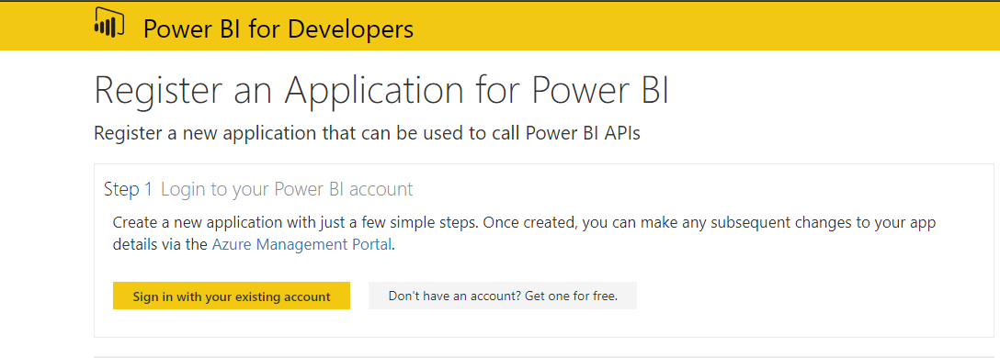 Power BI for Developers
Register an Application for Power BI
Register a new application that can be used to call Power BI APIs
Step 1 Login to your Power BI account
Create a new application with just a few simple steps. Once created, you can make any subsequent changes to your app
details via the Azure Management Portal.
Sign in with your existing account
Don't have an account? Get one for free.